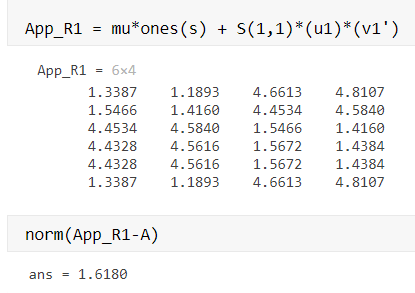 App_R1 = mu*ones(s) + S(1,1)*(u1)*(v1')
App_R1 = 6×4
1.3387 1.1893 4.6613 4.8107
1.5466 1.4160 4.4534 4.5840
4.4534 4.5840 1.5466 1.4160
4.4328 4.5616 1.5672 1.4384
4.4328 4.5616 1.5672 1.4384
1.3387 1.1893 4.6613 4.8107
norm(App_R1-A)
ans = 1.6180